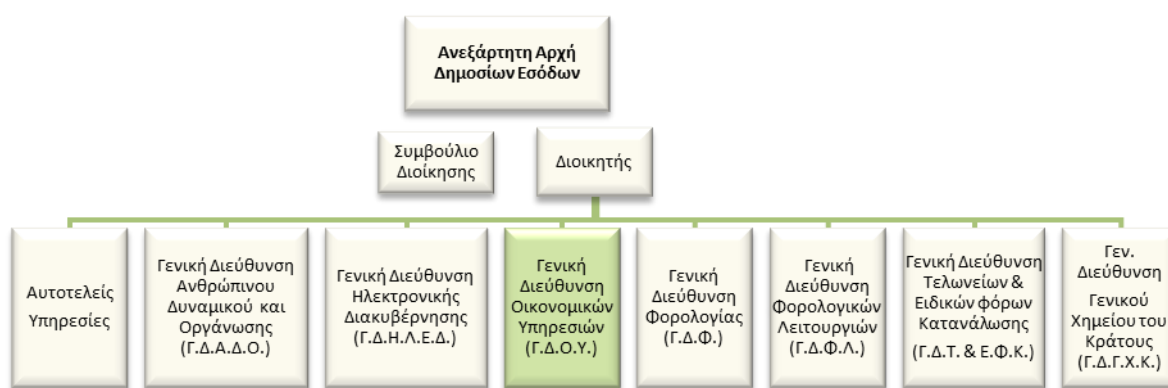 Ανεξάρτητη Αρχή
Δημοσίων Εσόδων
Συμβούλιο
Διοίκησης
Διοικητής
Αυτοτελείς
Υπηρεσίες
Γενική Διεύθυνση
Ανθρώπινου
Δυναμικού και
Οργάνωσης
(Γ.Δ.Α.Δ.Ο.)
Γενική Διεύθυνση
Ηλεκτρονικής
Διακυβέρνησης
(Γ.Δ.Η.Λ.Ε.Δ.)
Γενική
Διεύθυνση
Οικονομικών
Υπηρεσιών
(Γ.Δ.Ο.Υ.)
Γενική
Διεύθυνση
Φορολογίας
(Γ.Δ.Φ.)
Γενική
Διεύθυνση
Φορολογικών
Λειτουργιών
(Γ.Δ.Φ.Λ.)
Γενική Διεύθυνση
Τελωνείων &
Ειδικών φόρων
Κατανάλωσης
(Γ.Δ.Τ. & Ε.Φ.Κ.)
Γεν.
Διεύθυνση
Γενικού
Χημείου του
Κράτους
(Γ.Δ.Γ.Χ.Κ.)